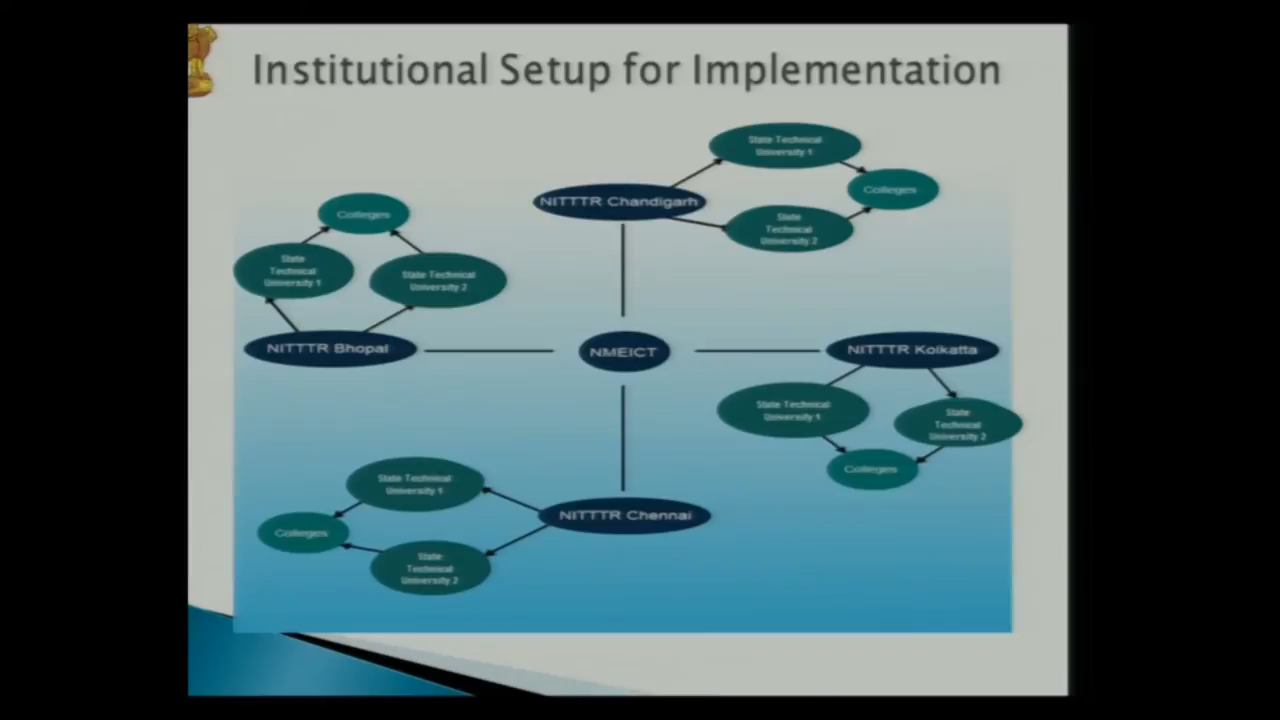 Institutional Setup for Implementation
State Technical
University 1
NITTTR Chandigarh
Colleges
State
Technical
University 2
Colleges
State
Technical
University 1
State Technical
University 2
NITTTR Bhopal
NMEICT
NITTTR Kolkatta
State Technical
University 1
State
Technical
University 2
Colleges
State Technical
University 1
NITTTR Chennai
Colleges
State
Technical
University 2